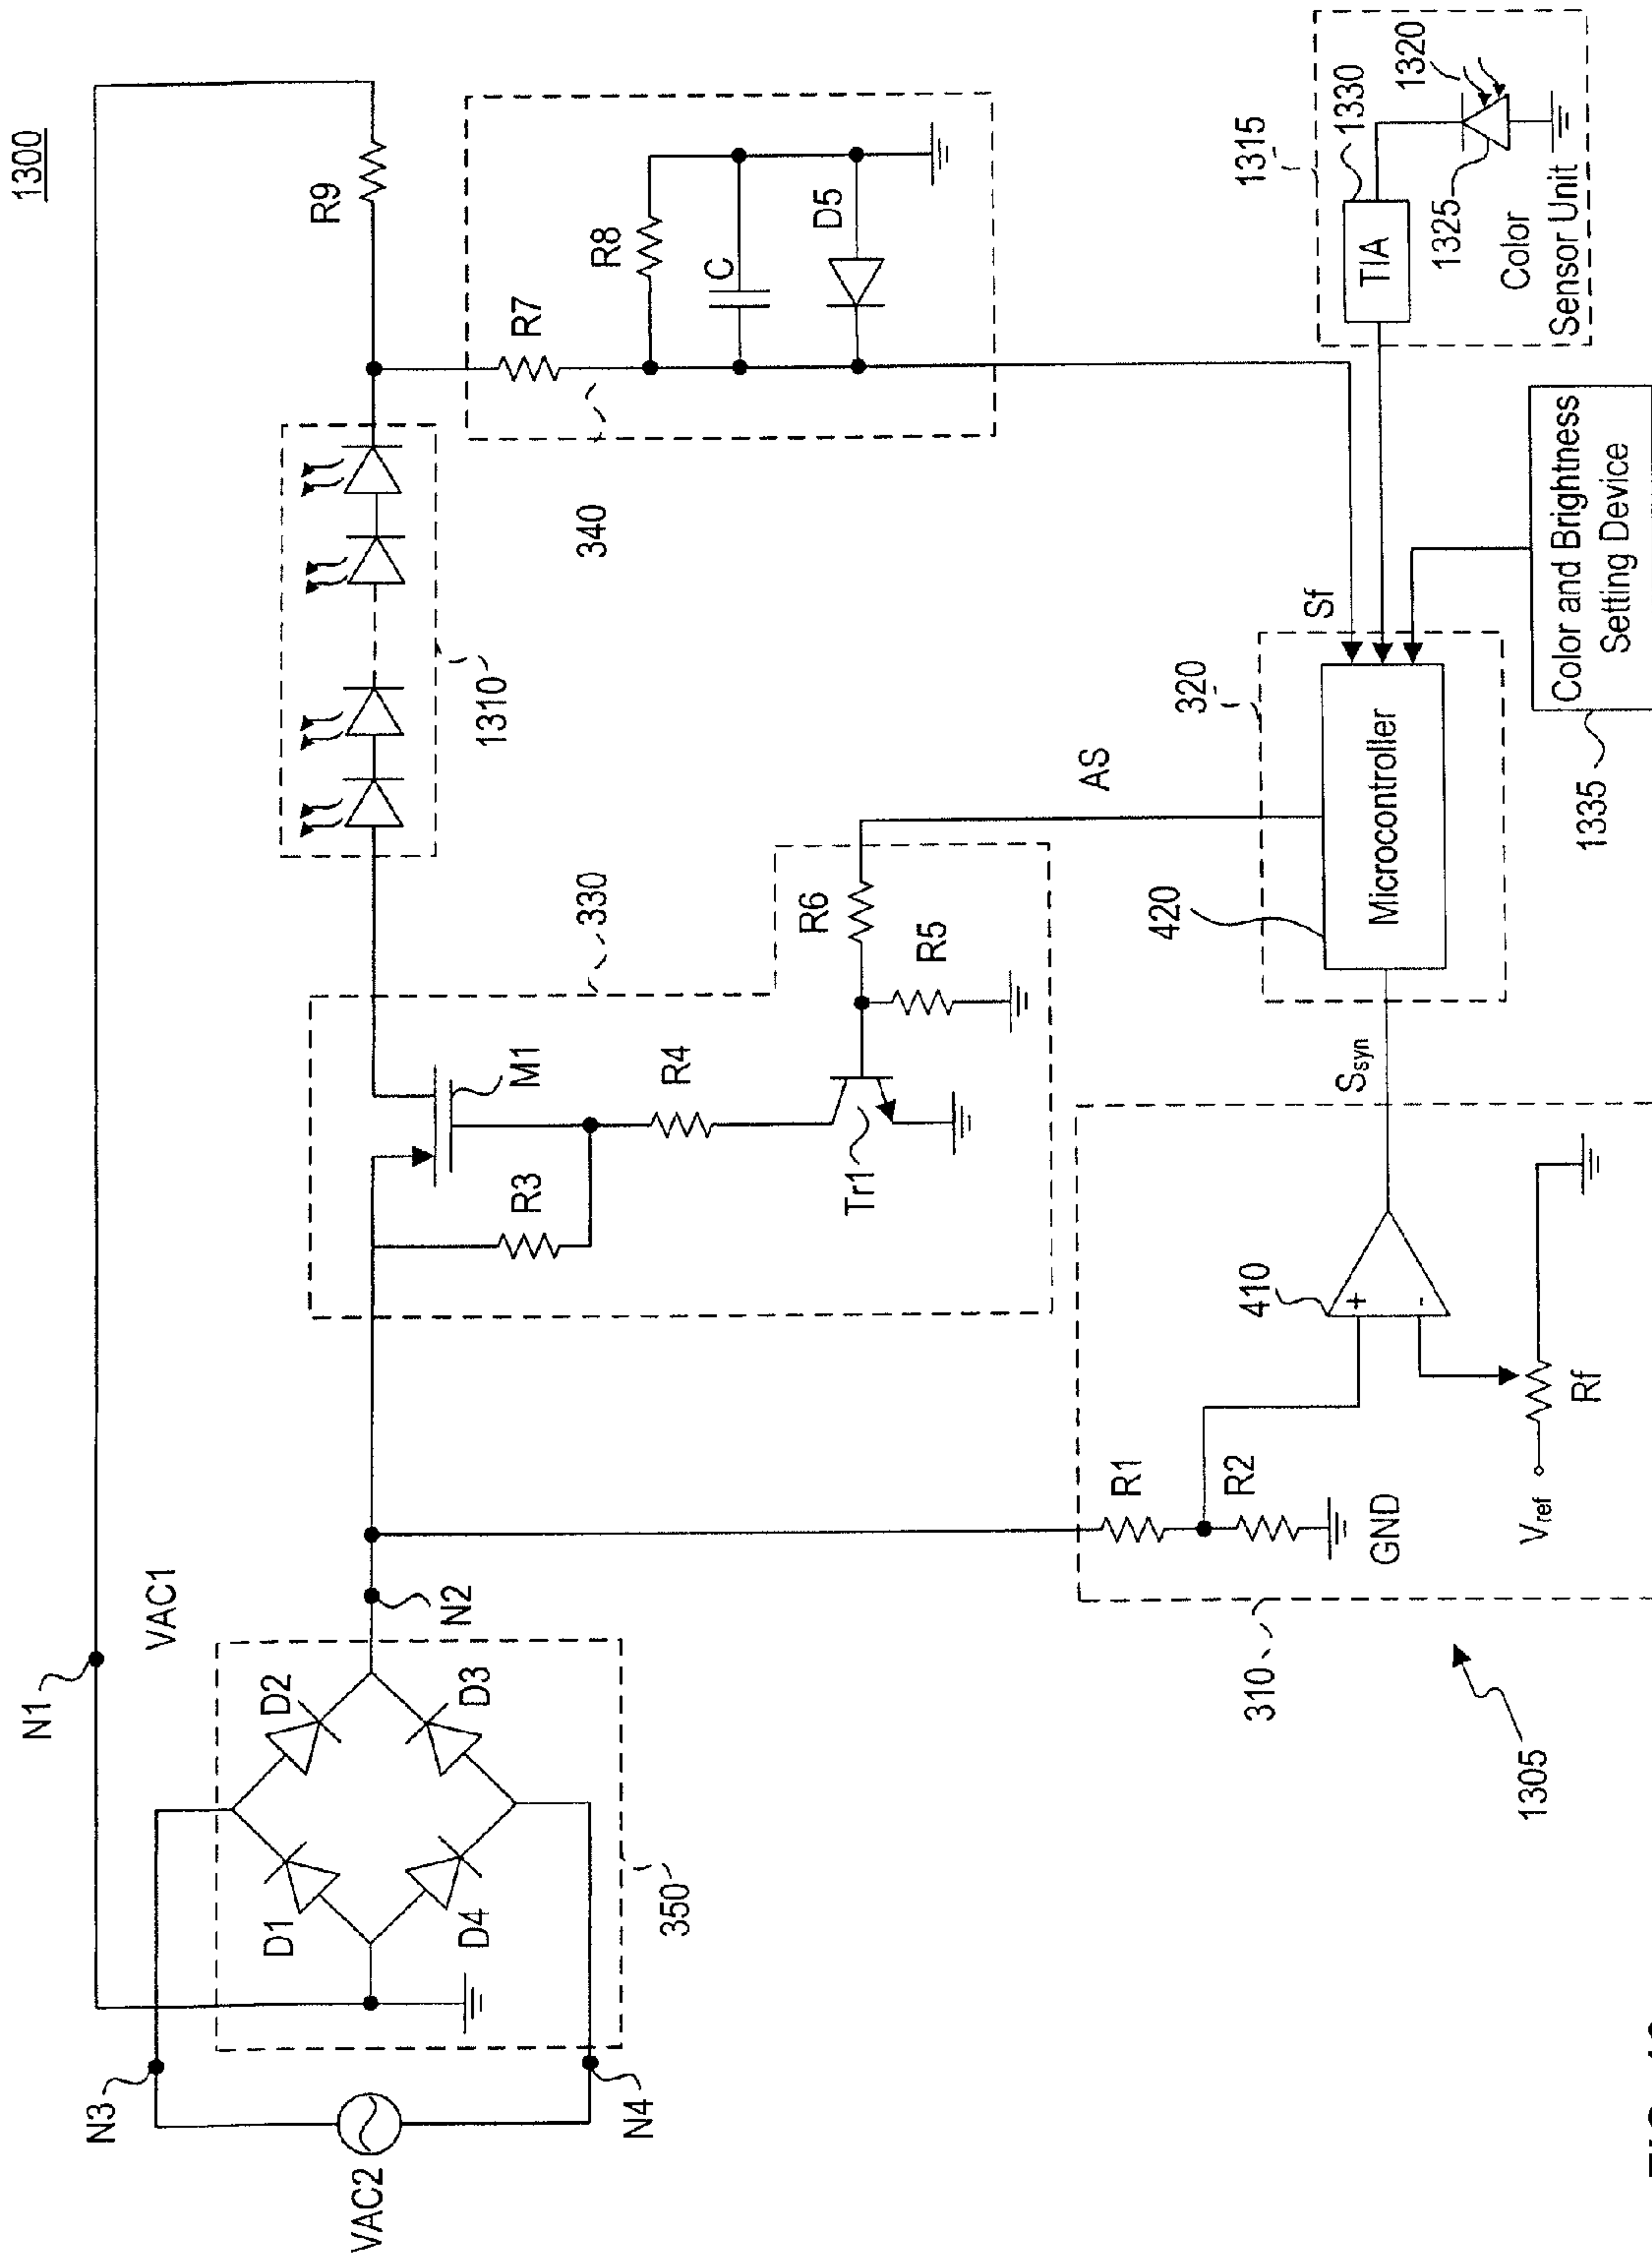 1300
N1
VAC1
R9
N3
VAC2
N4
D1
D2
D3
D4
350
N2
R3
M1
R4
Tr1
R5
R6
330
1310
340
R7
R8
C
D5
AS
R1
R2
GND
310
410
+
-
Vref
Rf
Ssyn
1305
320
420
Microcontroller
Sf
1315
TIA
1330
1320
1325
Color
Sensor Unit
Color and Brightness
Setting Device
1335